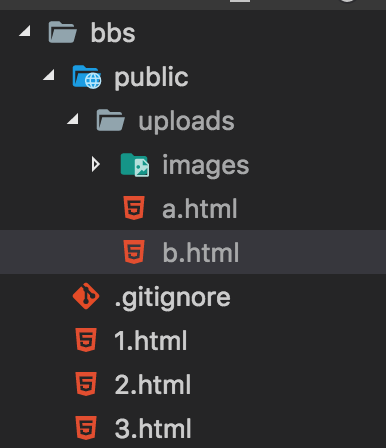 bbs
public
uploads
images
a.html
b.html
.gitignore
1.html
2.html
3.html